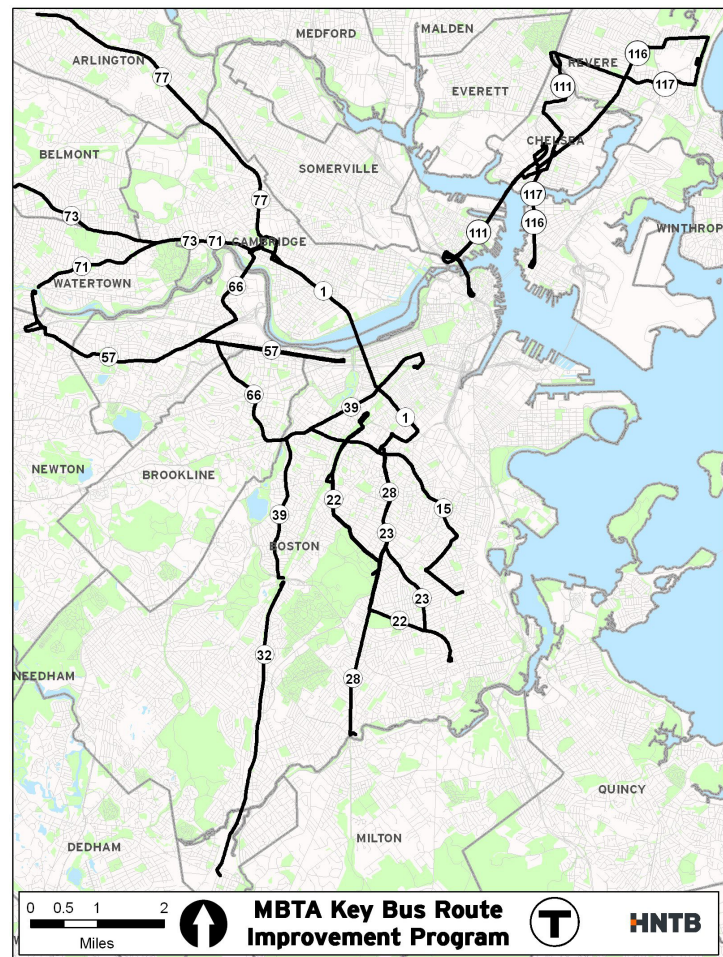 MEDFORD
MALDEN
ARLINGTON
77
116
REVERE
111
117
EVERETT
BELMONT
SOMERVILLE
CHELSEA
77
117
73
116
WINTHROP
73
71
CAMBRIDGE
111
71
WATERTOWN
66
1
57
57
66
39
1
NEWTON
BROOKLINE
22
28
15
39
23
BOSTON
23
22
32
28
NEEDHAM
QUINCY
DEDHAM
MILTON
0 0.5 1 2
Miles
MBTA Key Bus Route
Improvement Program
T
HNTB